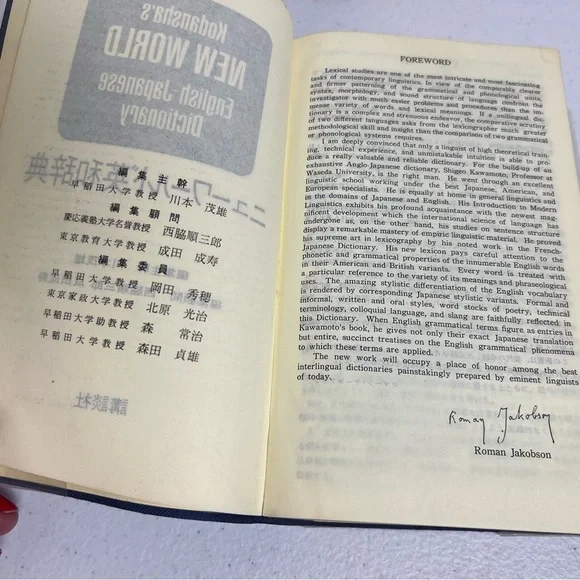 Kodansha's
NEW WORLD
English-Japanese
Dictionary
ニューワールド英和辞典
編集主幹
早稲田大学教授 川本 茂雄
編集顧問
慶応義塾大学名誉教授 西脇順三郎
東京教育大学教授 成田 成寿
編集委員
早稲田大学教授 岡田 秀穂
東京家政大学教授 北原 光治
早稲田大学助教授 森 常治
早稲田大学教授 森田 貞雄
講談社
FOREWORD
Lexical studies are one of the most intricate and most fascinating
tasks of contemporary linguistics. In view of the comparably clearer
and firmer patterning of the grammatical and phonological units,
syntax, morphology, and sound structure of language confront the
investigator with much easier problems and procedures than the im-
mense variety of words and lexical meanings. If a unilingual dic-
tionary is a complex and strenuous endeavor, the comparative scrutiny
of two different languages asks from the lexicographer much greater
methodological skill and insight than the comparison of two grammatical
or phonological systems requires.
I am deeply convinced that only a linguist of high theoretical train-
ing, technical experience, and unmistakable intuition is able to pro-
duce a really valuable and reliable dictionary. For the build-up of an
exhaustive Anglo-Japanese dictionary, Shigeo Kawamoto, Professor at
Waseda University, is the right man. He went through an excellent
linguistic school working under the best Japanese, American, and
European specialists. He is equally at home in general linguistics and
in the domains of Japanese and English. His Introduction to Modern
Linguistics exhibits his profound acquaintance with the newest mag-
nificent development which the international science of language has
undergone, as, on the other hand, his studies on sentence structure
display a remarkable mastery of empiric linguistic material. He proved
his supreme art in lexicography by his noted work in the French-
Japanese Dictionary. His new lexicon pays careful attention to the
phonetic and grammatical properties of the innumerable English words
in their American and British variants. Every word is treated with
a particular reference to the variety of its meanings and phraseological
uses. The amazing stylistic differentiation of the English vocabulary
is rendered by corresponding Japanese stylistic variants. Formal and
informal, written and oral styles, word stocks of poetry, technical
terminology, colloquial language, and slang are faithfully reflected in
this Dictionary. When English grammatical terms figure as entries in
Kawamoto's book, he gives not only their exact Japanese translation
but entire, succinct treatises on the English grammatical phenomena
to which these terms are applied.
The new work will occupy a place of honor among the best
interlingual dictionaries painstakingly prepared by eminent linguists
of today.
Roman Jakobson
Roman Jakobson